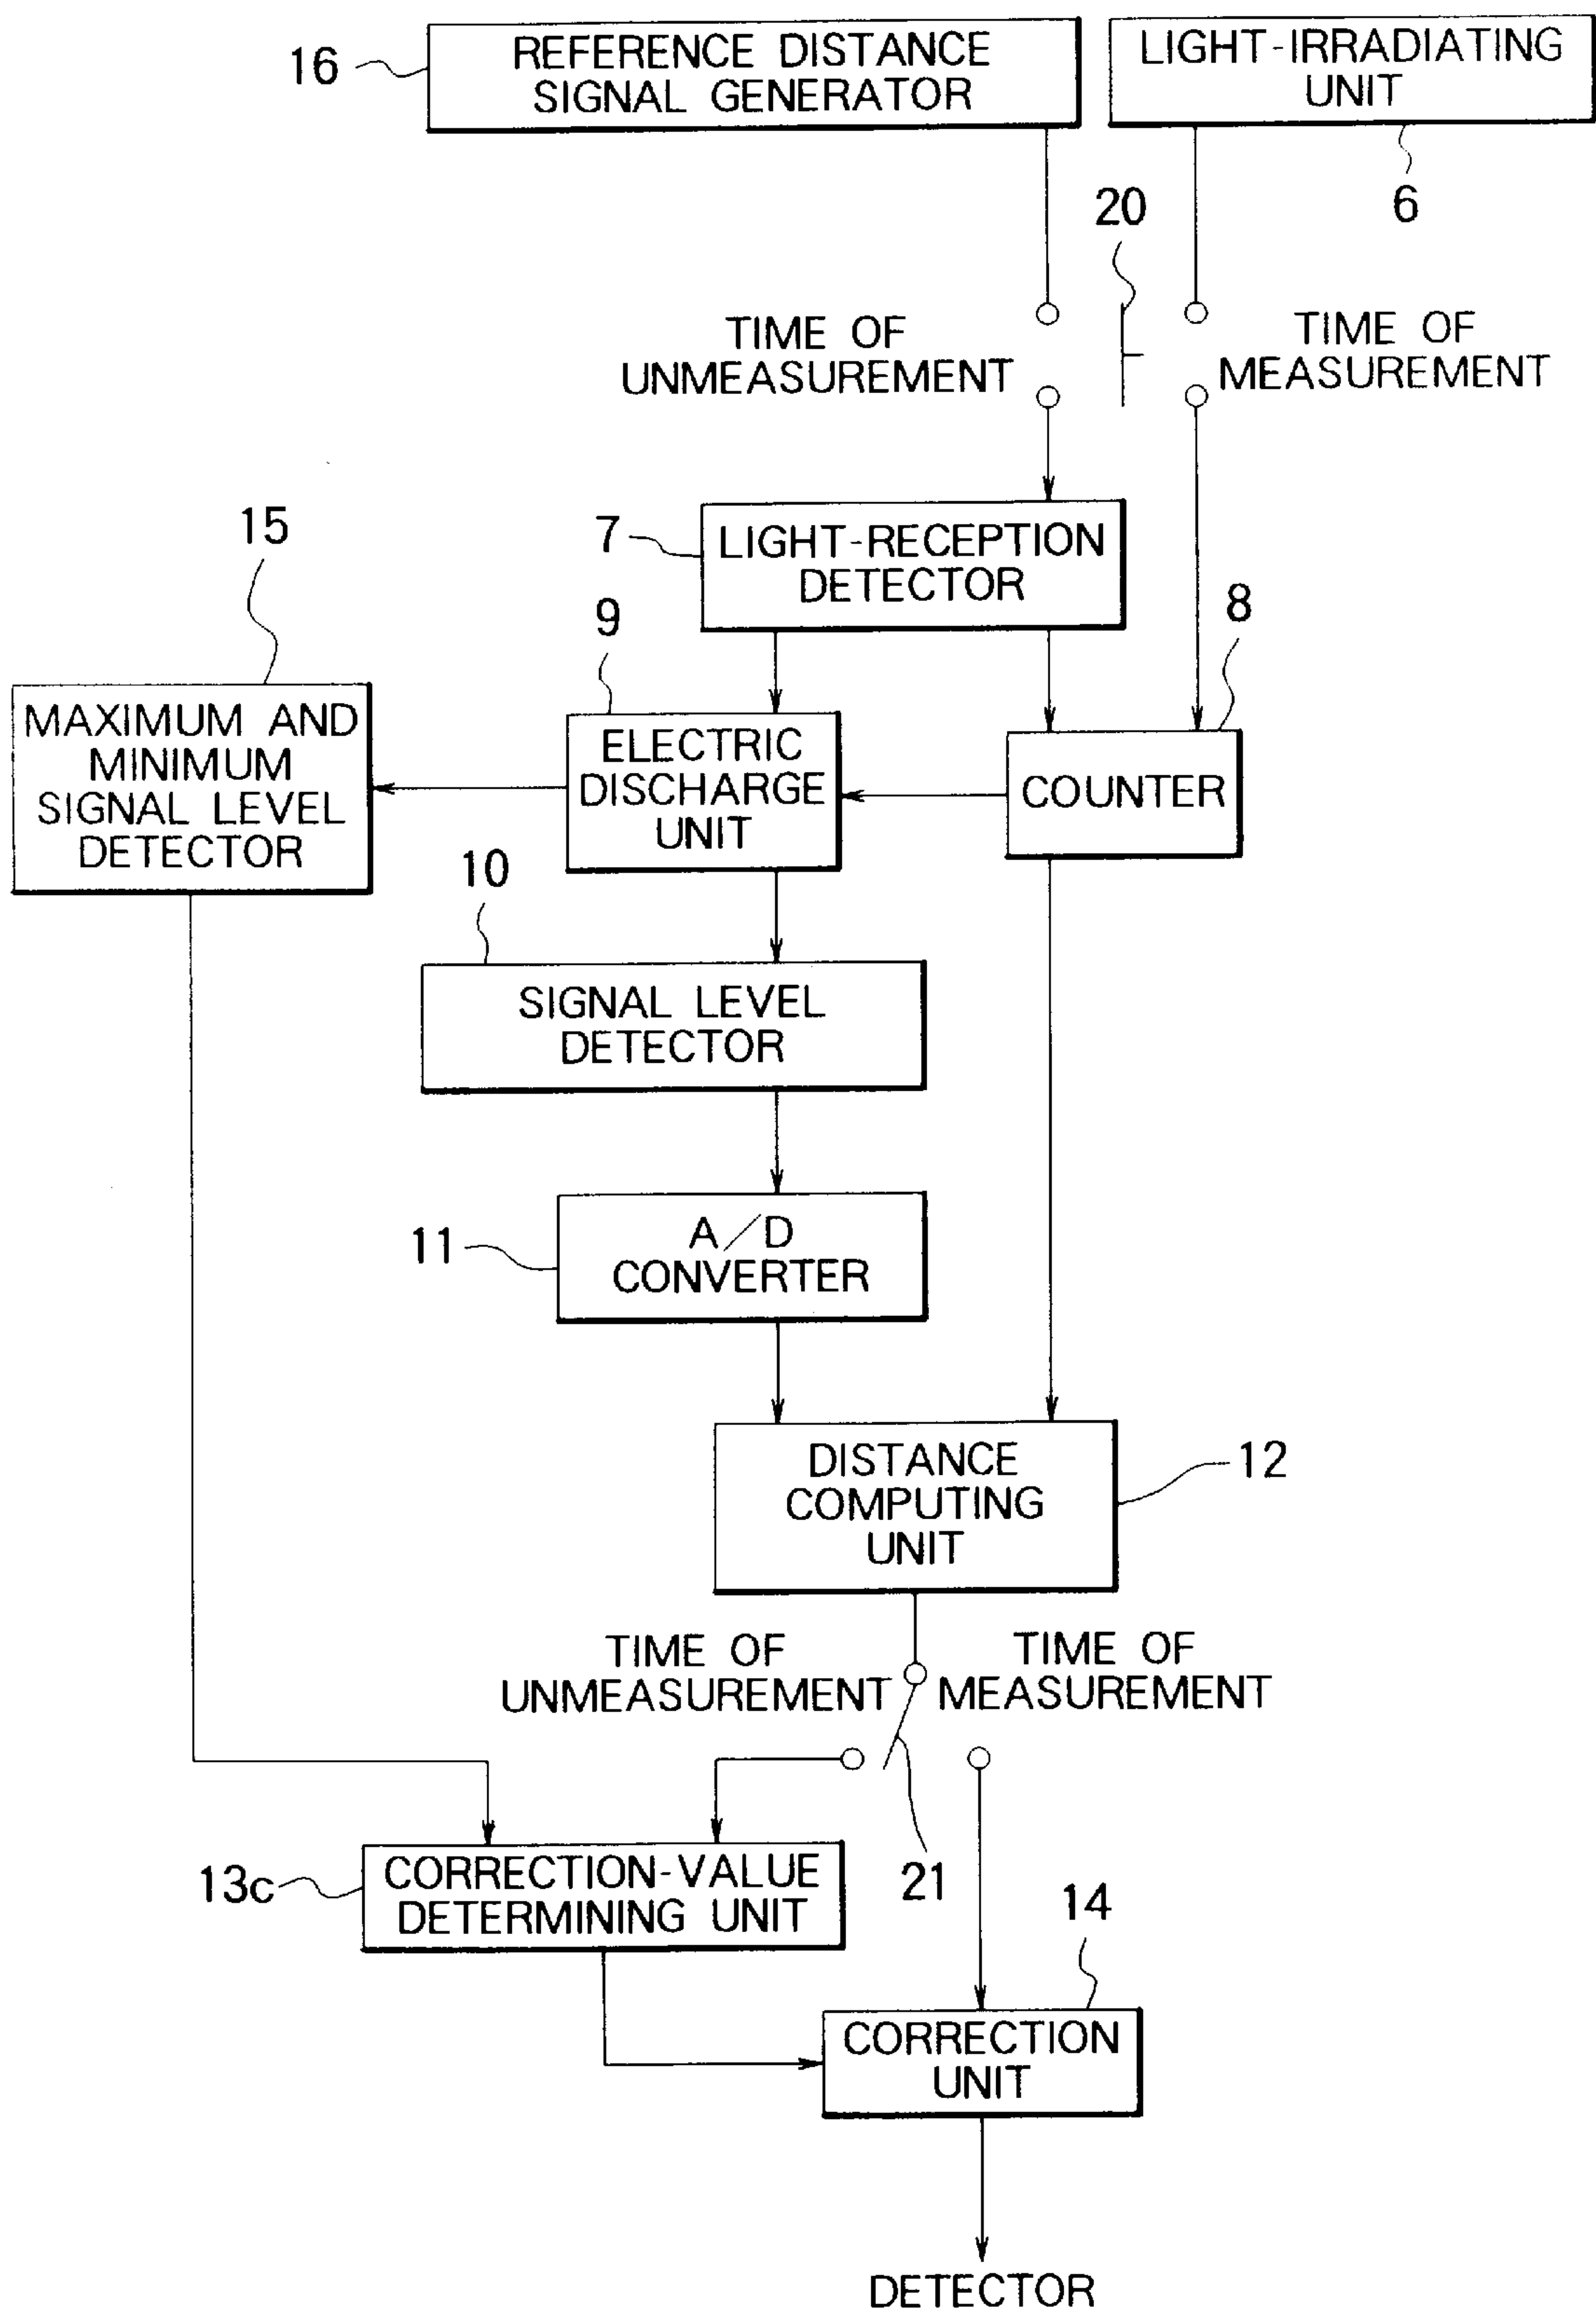 16
REFERENCE DISTANCE
SIGNAL GENERATOR
LIGHT-IRRADIATING
UNIT
6
20
TIME OF
UNMEASUREMENT
TIME OF
MEASUREMENT
15
7
LIGHT-RECEPTION
DETECTOR
9
8
MAXIMUM AND
MINIMUM
SIGNAL LEVEL
DETECTOR
ELECTRIC
DISCHARGE
UNIT
COUNTER
10
SIGNAL LEVEL
DETECTOR
11
A/D
CONVERTER
DISTANCE
COMPUTING
UNIT
12
TIME OF
UNMEASUREMENT
TIME OF
MEASUREMENT
13c
CORRECTION-VALUE
DETERMINING UNIT
21
14
CORRECTION
UNIT
DETECTOR